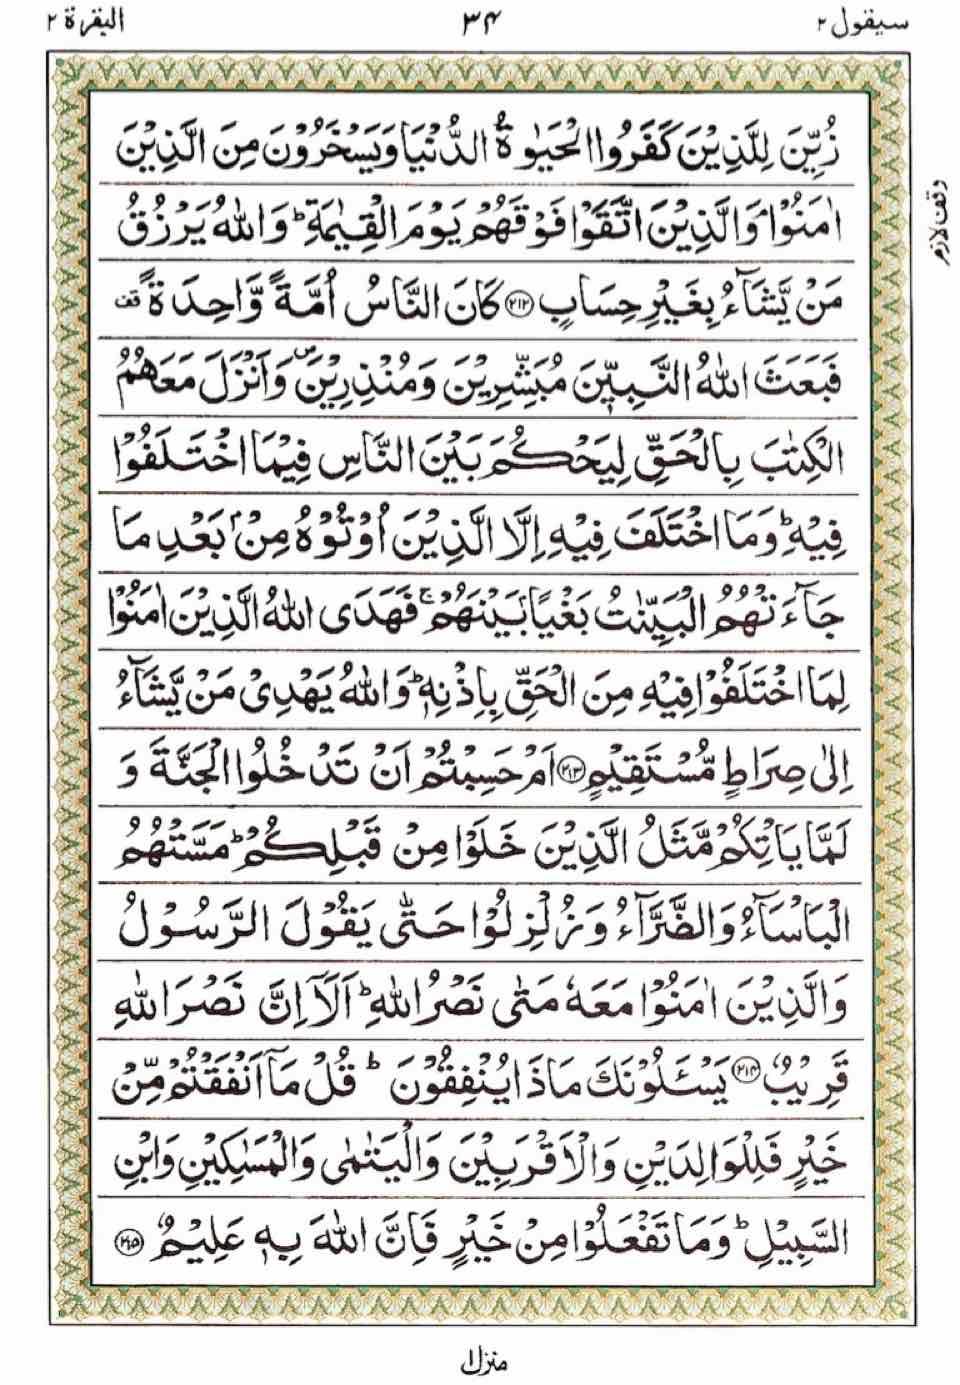 سیقول ۲ ۳۴ البقرة ۲
زُيِّنَ لِلَّذِيْنَ كَفَرُوا الْحَيٰوةُ الدُّنْيَا وَيَسْخَرُوْنَ مِنَ الَّذِيْنَ
اٰمَنُوْا ۘ وَالَّذِيْنَ اتَّقَوْا فَوْقَهُمْ يَوْمَ الْقِيٰمَةِ ؕ وَاللّٰهُ يَرْزُقُ
مَنْ يَّشَآءُ بِغَيْرِ حِسَابٍ ﴿۲۱۲﴾ كَانَ النَّاسُ اُمَّةً وَّاحِدَةً قف
فَبَعَثَ اللّٰهُ النَّبِيّٖنَ مُبَشِّرِيْنَ وَمُنْذِرِيْنَ ۪ وَاَنْزَلَ مَعَهُمُ
الْكِتٰبَ بِالْحَقِّ لِيَحْكُمَ بَيْنَ النَّاسِ فِيْمَا اخْتَلَفُوْا
فِيْهِ ؕ وَمَا اخْتَلَفَ فِيْهِ اِلَّا الَّذِيْنَ اُوْتُوْهُ مِنْۢ بَعْدِ مَا
جَآءَتْهُمُ الْبَيِّنٰتُ بَغْيًاۢ بَيْنَهُمْ ۚ فَهَدَى اللّٰهُ الَّذِيْنَ اٰمَنُوْا
لِمَا اخْتَلَفُوْا فِيْهِ مِنَ الْحَقِّ بِاِذْنِهٖ ؕ وَاللّٰهُ يَهْدِيْ مَنْ يَّشَآءُ
اِلٰى صِرَاطٍ مُّسْتَقِيْمٍ ﴿۲۱۳﴾ اَمْ حَسِبْتُمْ اَنْ تَدْخُلُوا الْجَنَّةَ وَ
لَمَّا يَاْتِكُمْ مَّثَلُ الَّذِيْنَ خَلَوْا مِنْ قَبْلِكُمْ ؕ مَسَّتْهُمُ
الْبَاْسَآءُ وَالضَّرَّآءُ وَزُلْزِلُوْا حَتّٰى يَقُوْلَ الرَّسُوْلُ
وَالَّذِيْنَ اٰمَنُوْا مَعَهٗ مَتٰى نَصْرُ اللّٰهِ ؕ اَلَاۤ اِنَّ نَصْرَ اللّٰهِ
قَرِيْبٌ ﴿۲۱۴﴾ يَسْـَٔلُوْنَكَ مَاذَا يُنْفِقُوْنَ ؕ قُلْ مَاۤ اَنْفَقْتُمْ مِّنْ
خَيْرٍ فَلِلْوَالِدَيْنِ وَالْاَقْرَبِيْنَ وَالْيَتٰمٰى وَالْمَسٰكِيْنِ وَابْنِ
السَّبِيْلِ ؕ وَمَا تَفْعَلُوْا مِنْ خَيْرٍ فَاِنَّ اللّٰهَ بِهٖ عَلِيْمٌ ﴿۲۱۵﴾
وقف لازم
منزل ۱